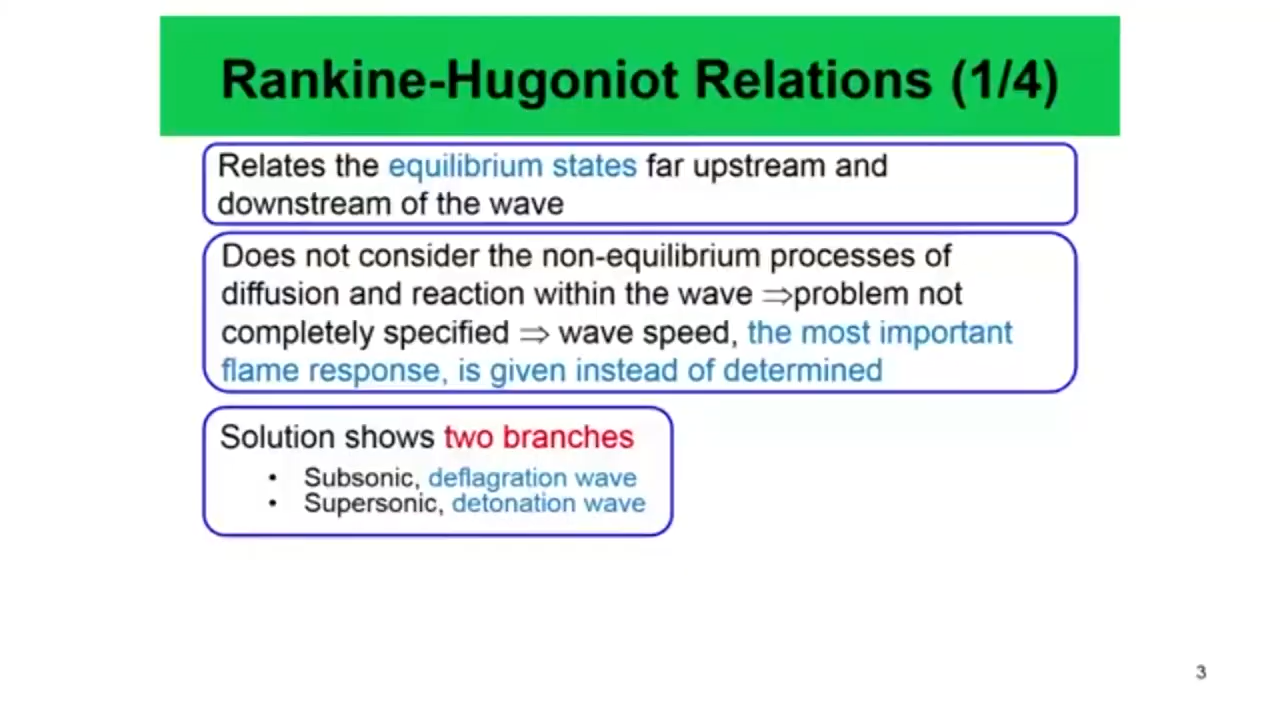 Rankine-Hugoniot Relations (1/4)
Relates the equilibrium states far upstream and
downstream of the wave
Does not consider the non-equilibrium processes of
diffusion and reaction within the wave ⇒problem not
completely specified ⇒ wave speed, the most important
flame response, is given instead of determined
Solution shows two branches
• Subsonic, deflagration wave
• Supersonic, detonation wave
3